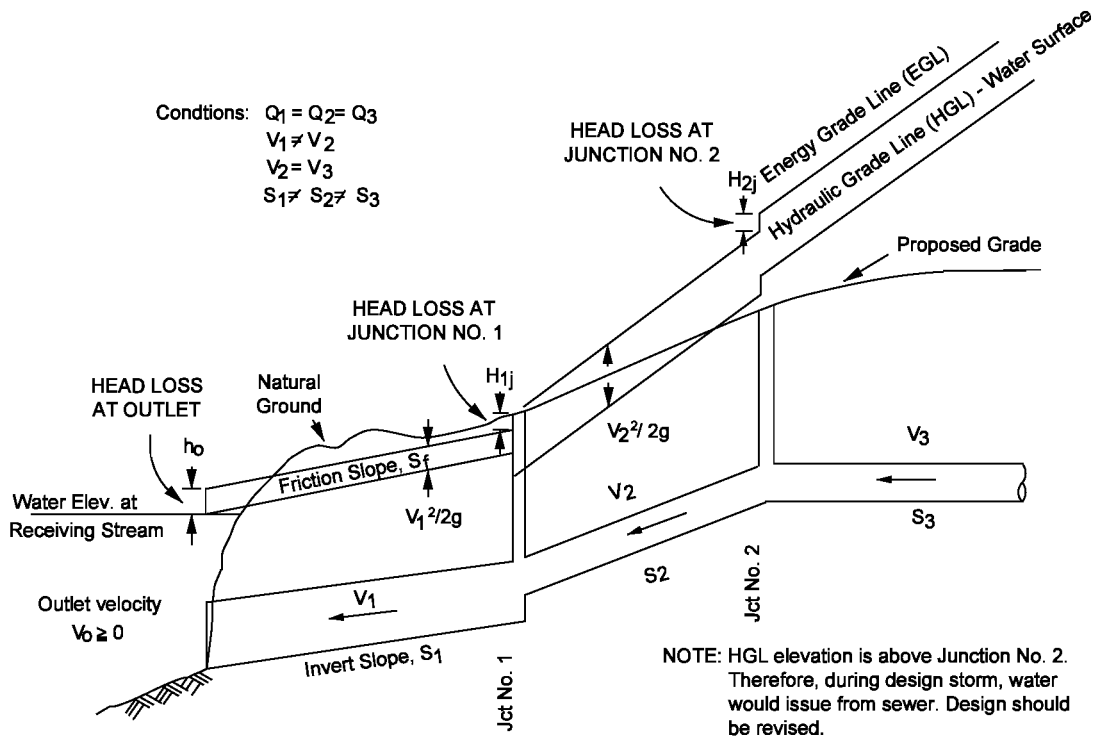 Condtions: Q1 = Q2= Q3
V1 ≠ V2
V2 = V3
S1≠ S2≠ S3
HEAD LOSS AT
JUNCTION NO. 2
H2j
Energy Grade Line (EGL)
Hydraulic Grade Line (HGL) - Water Surface
Proposed Grade
HEAD LOSS AT
JUNCTION NO. 1
H1j
HEAD LOSS
AT OUTLET
ho
Natural
Ground
Friction Slope, Sf
V1²/2g
V2²/ 2g
Water Elev. at
Receiving Stream
V3
S3
V2
S2
Outlet velocity
Vo ≧ 0
V1
Invert Slope, S1
Jct No. 1
Jct No. 2
NOTE: HGL elevation is above Junction No. 2.
Therefore, during design storm, water
would issue from sewer. Design should
be revised.